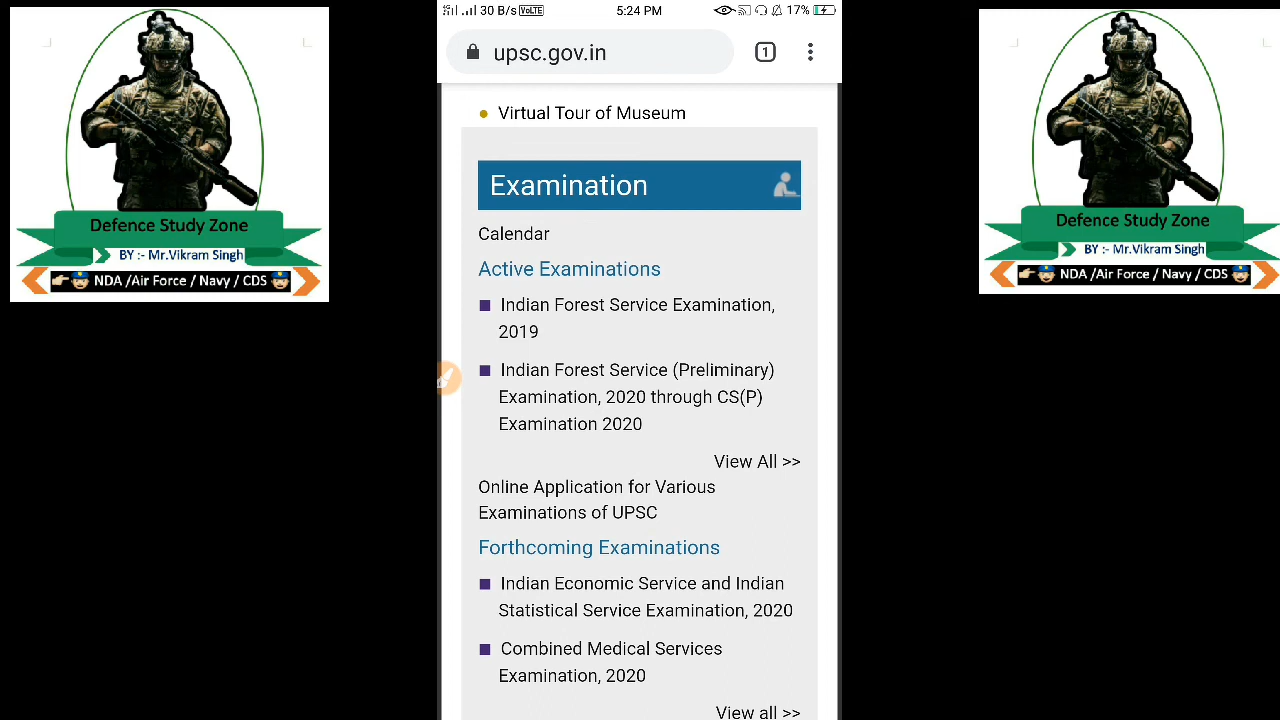 Defence Study Zone
BY :- Mr.Vikram Singh
NDA /Air Force / Navy / CDS
30 B/s VoLTE 5:24 PM 17%
upsc.gov.in 1
Virtual Tour of Museum
Examination
Calendar
Active Examinations
Indian Forest Service Examination,
2019
Indian Forest Service (Preliminary)
Examination, 2020 through CS(P)
Examination 2020
View All >>
Online Application for Various
Examinations of UPSC
Forthcoming Examinations
Indian Economic Service and Indian
Statistical Service Examination, 2020
Combined Medical Services
Examination, 2020
View all >>
Defence Study Zone
BY :- Mr.Vikram Singh
NDA /Air Force / Navy / CDS